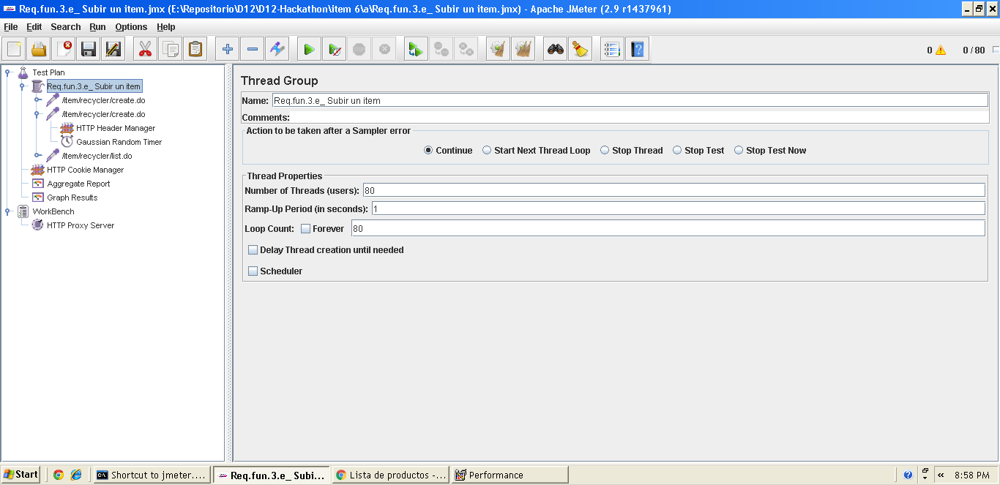 Req.fun.3.e_ Subir un item.jmx (E:\Repositorio\D12\D12-Hackathon\item 6\a\Req.fun.3.e_ Subir un item.jmx) - Apache JMeter (2.9 r1437961)
File Edit Search Run Options Help
0 0 / 80
Test Plan
Req.fun.3.e_ Subir un item
/item/recycler/create.do
/item/recycler/create.do
HTTP Header Manager
Gaussian Random Timer
/item/recycler/list.do
HTTP Cookie Manager
Aggregate Report
Graph Results
WorkBench
HTTP Proxy Server
Thread Group
Name: Req.fun.3.e_ Subir un item
Comments:
Action to be taken after a Sampler error
Continue Start Next Thread Loop Stop Thread Stop Test Stop Test Now
Thread Properties
Number of Threads (users): 80
Ramp-Up Period (in seconds): 1
Loop Count: Forever 80
Delay Thread creation until needed
Scheduler
Start Shortcut to jmeter.... Req.fun.3.e_ Subi... Lista de productos -... Performance « 8:58 PM